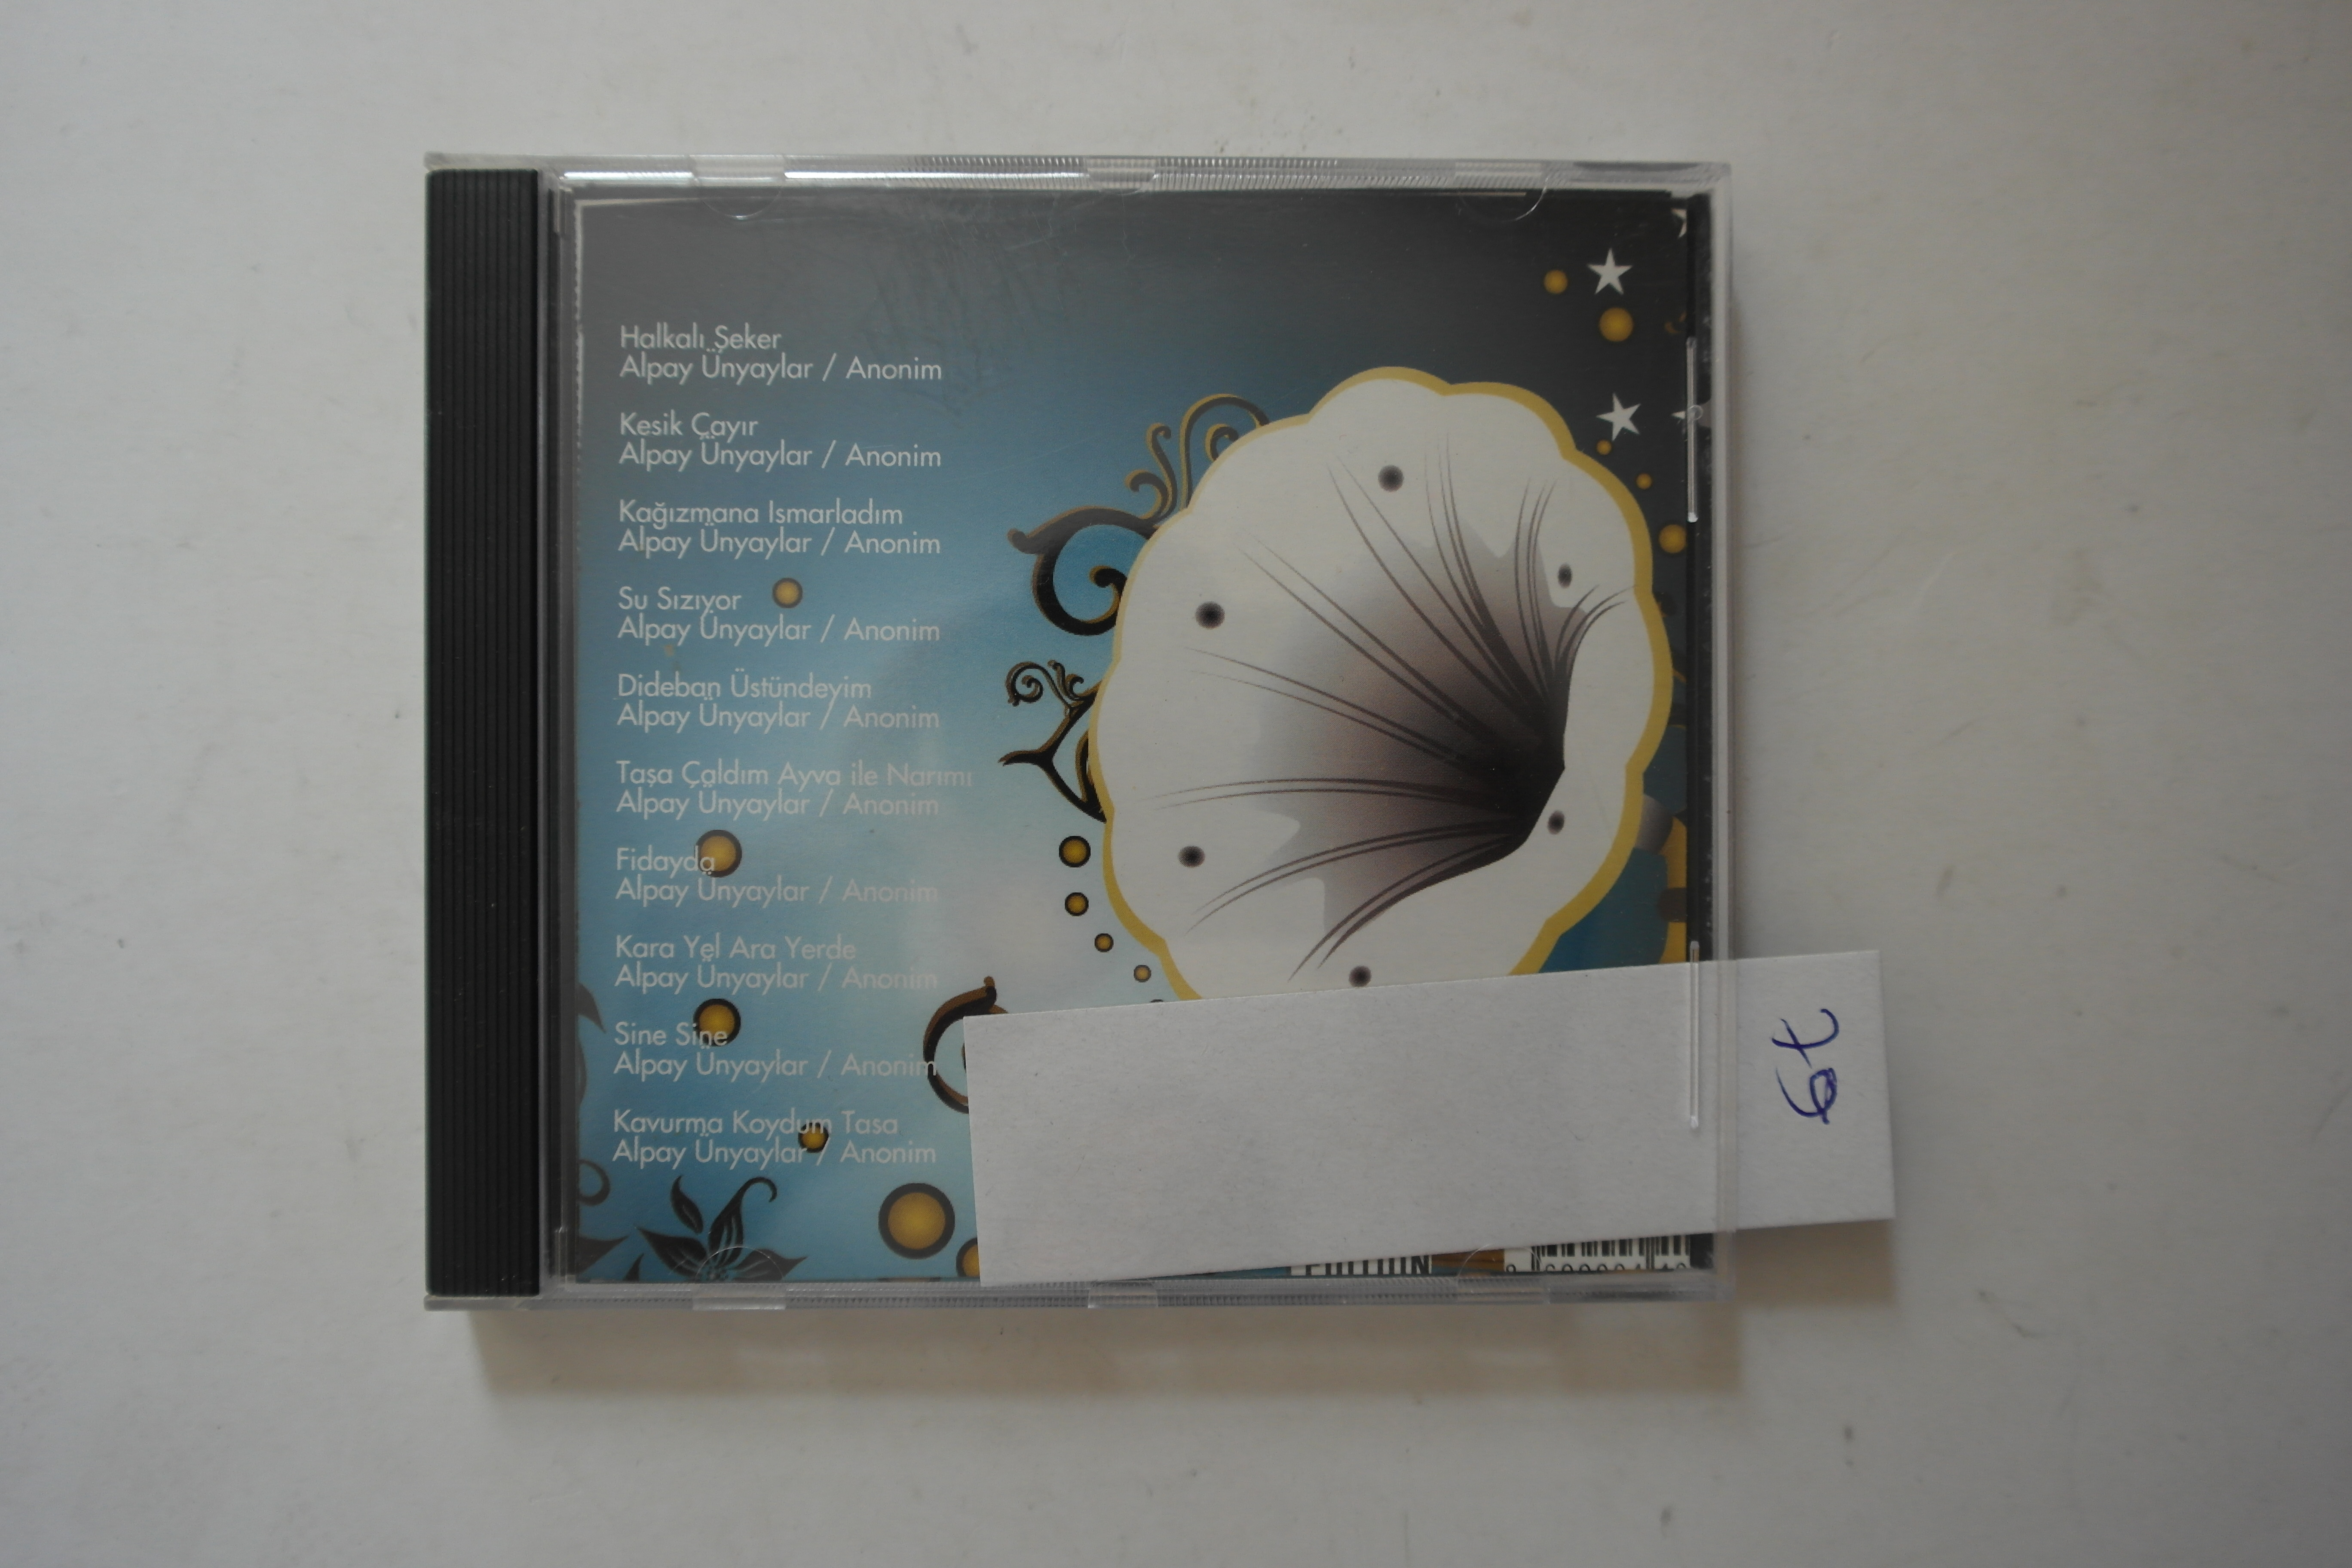 Halkalı Şeker
Alpay Ünyaylar / Anonim
Kesik Çayır
Alpay Ünyaylar / Anonim
Kağızmana Ismarladım
Alpay Ünyaylar / Anonim
Su Sızıyor
Alpay Ünyaylar / Anonim
Dideban Üstündeyim
Alpay Ünyaylar / Anonim
Taşa Çaldım Ayva ile Narımı
Alpay Ünyaylar / Anonim
Fidayda
Alpay Ünyaylar / Anonim
Kara Yel Ara Yerde
Alpay Ünyaylar / Anonim
Sine Sine
Alpay Ünyaylar / Anonim
Kavurma Koydum Tasa
Alpay Ünyaylar / Anonim
EDITION